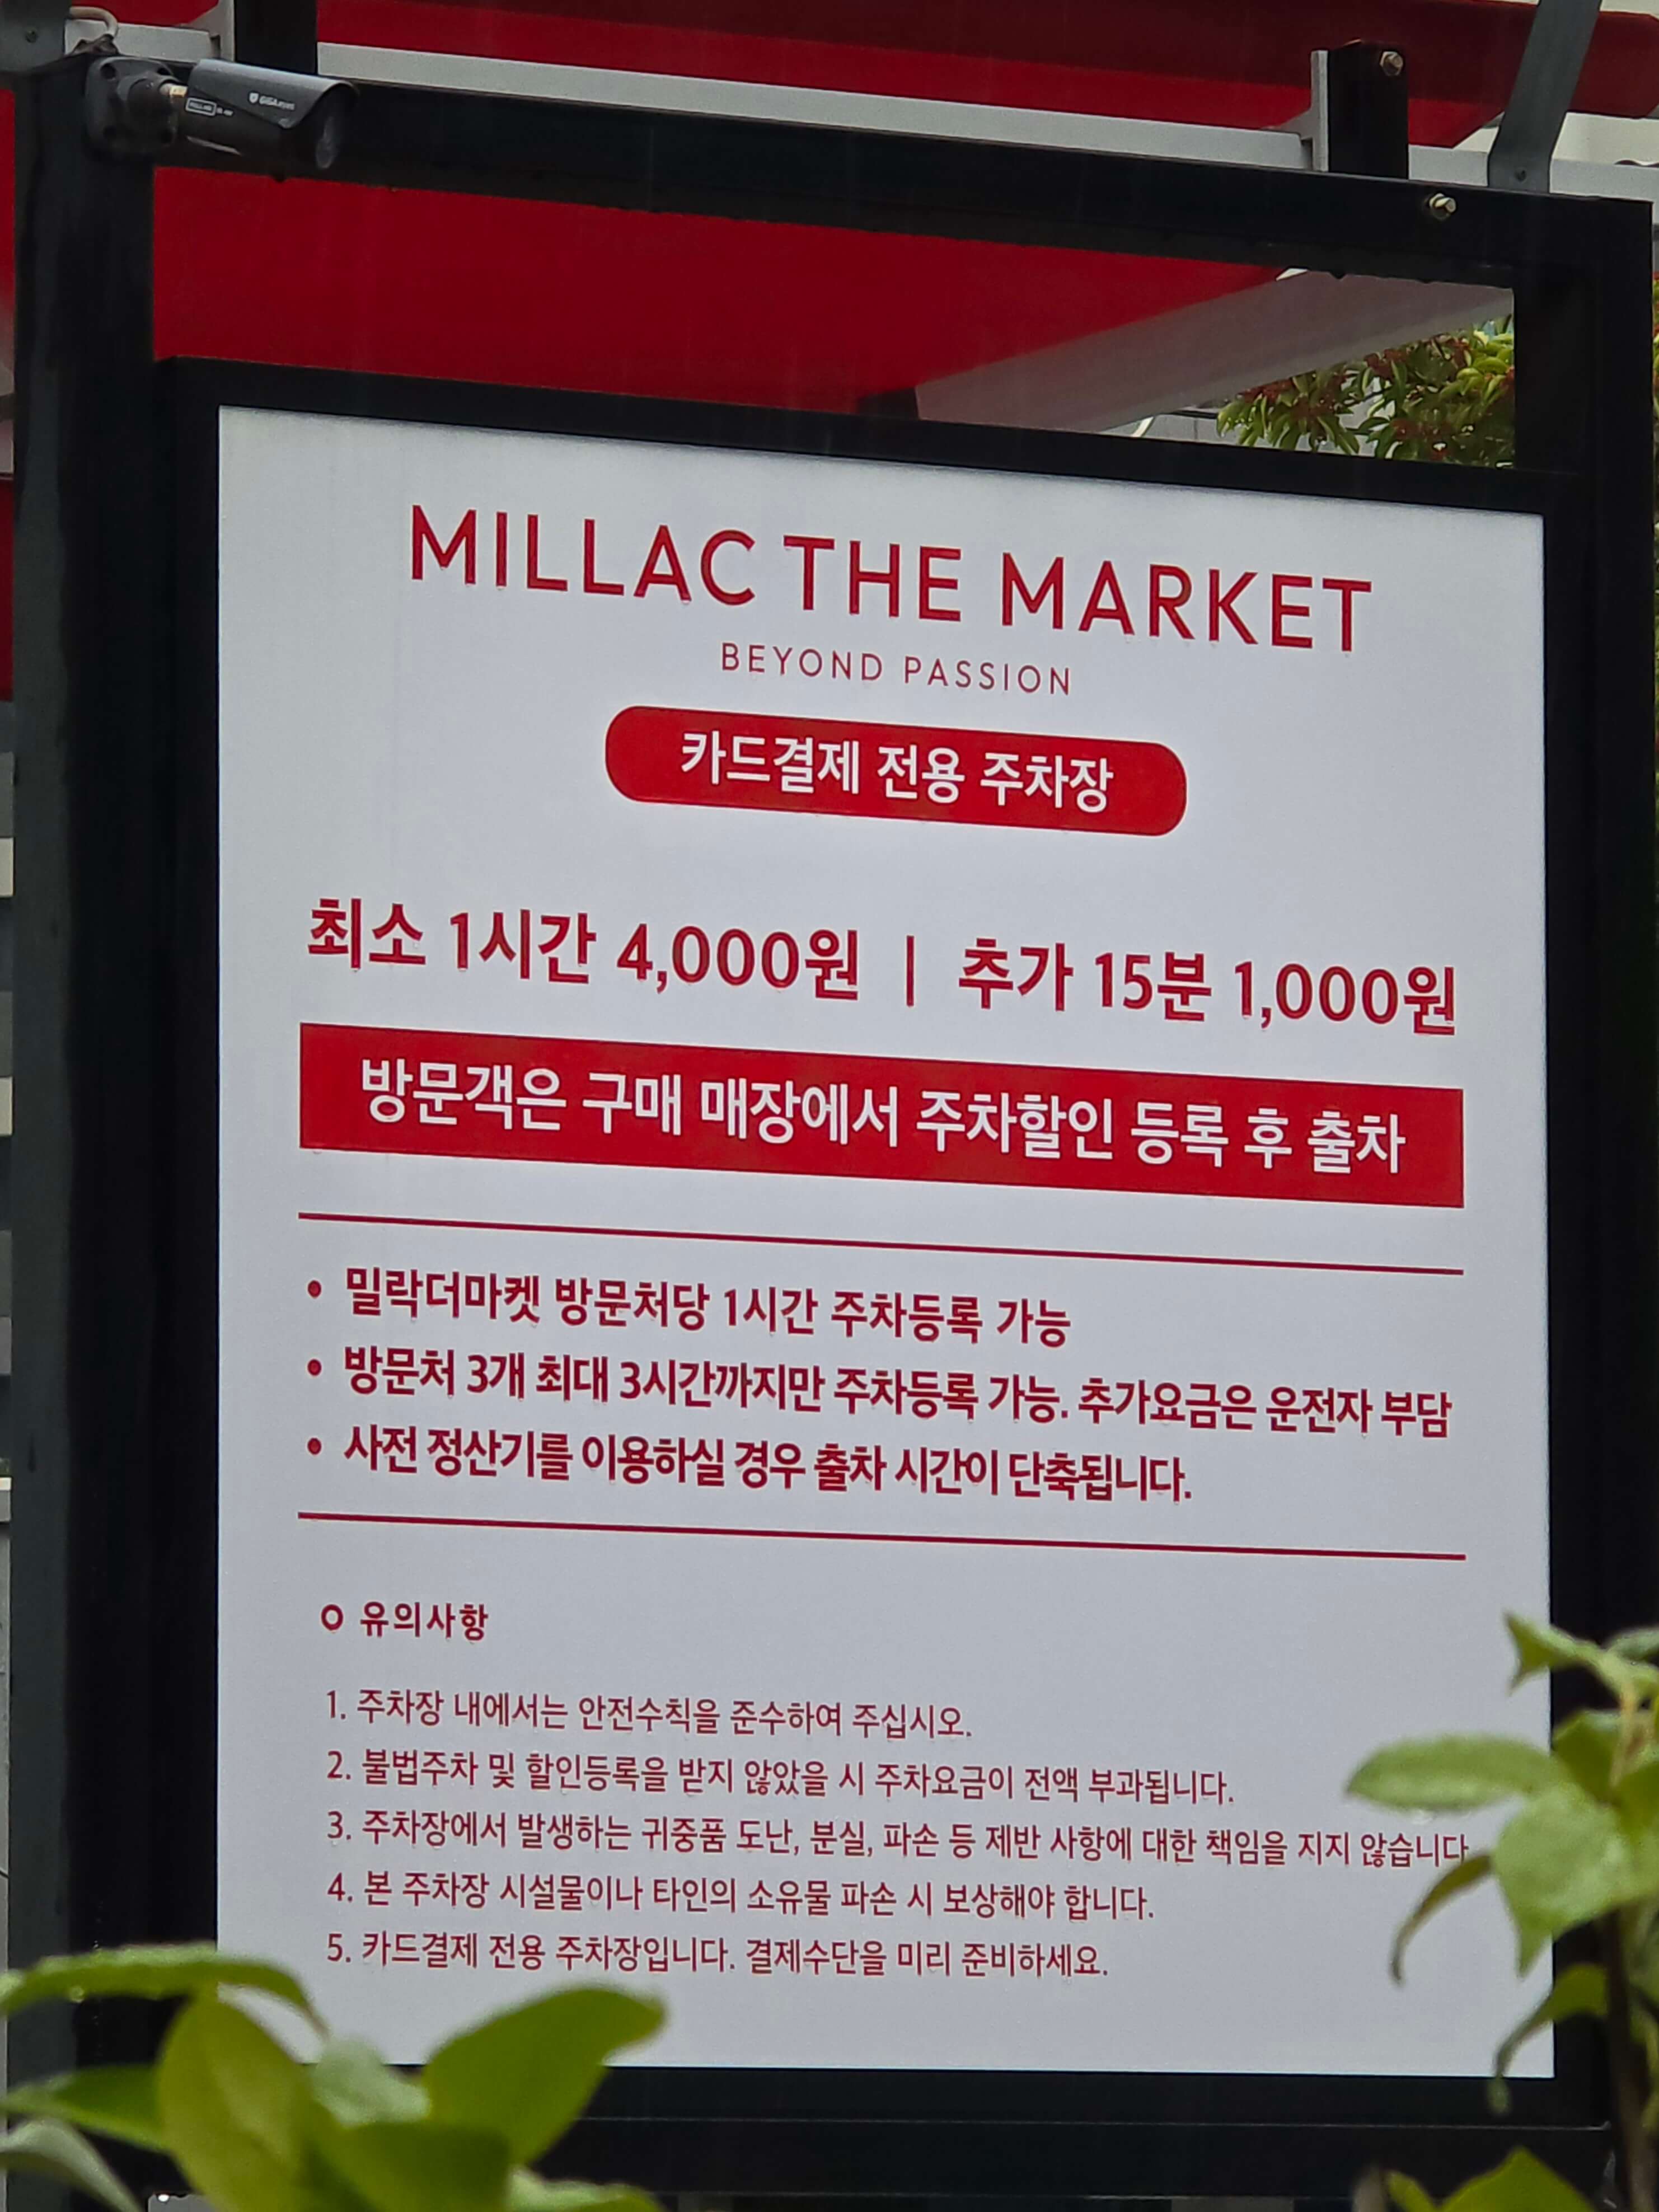 GGAeyes
MILLAC THE MARKET
BEYOND PASSION
카드결제 전용 주차장
최소 1시간 4,000원 | 추가 15분 1,000원
방문객은 구매 매장에서 주차할인 등록 후 출차
• 밀락더마켓 방문처당 1시간 주차등록 가능
• 방문처 3개 최대 3시간까지만 주차등록 가능. 추가요금은 운전자 부담
• 사전 정산기를 이용하실 경우 출차 시간이 단축됩니다.
ㅇ 유의사항
1. 주차장 내에서는 안전수칙을 준수하여 주십시오.
2. 불법주차 및 할인등록을 받지 않았을 시 주차요금이 전액 부과됩니다.
3. 주차장에서 발생하는 귀중품 도난, 분실, 파손 등 제반 사항에 대한 책임을 지지 않습니다
4. 본 주차장 시설물이나 타인의 소유물 파손 시 보상해야 합니다.
5. 카드결제 전용 주차장입니다. 결제수단을 미리 준비하세요.